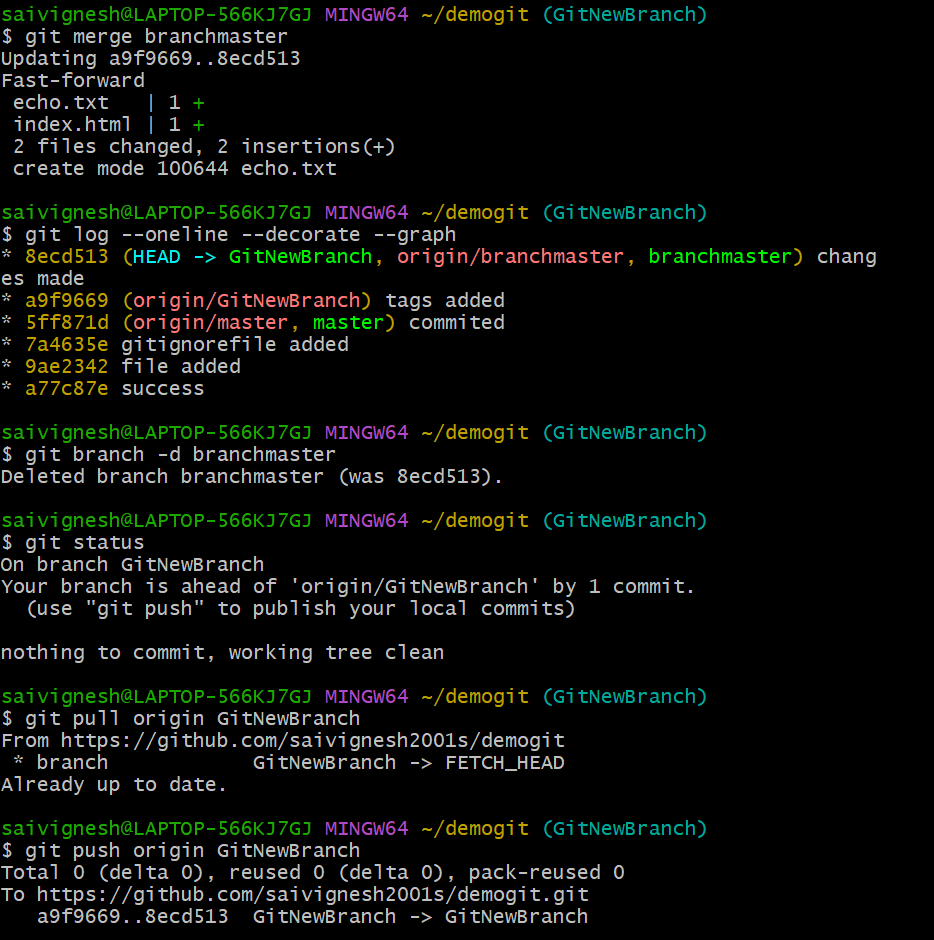 saivignesh@LAPTOP-566KJ7GJ MINGW64 ~/demogit (GitNewBranch)
$ git merge branchmaster
Updating a9f9669..8ecd513
Fast-forward
 echo.txt   | 1 +
 index.html | 1 +
 2 files changed, 2 insertions(+)
 create mode 100644 echo.txt

saivignesh@LAPTOP-566KJ7GJ MINGW64 ~/demogit (GitNewBranch)
$ git log --oneline --decorate --graph
* 8ecd513 (HEAD -> GitNewBranch, origin/branchmaster, branchmaster) chang
es made
* a9f9669 (origin/GitNewBranch) tags added
* 5ff871d (origin/master, master) commited
* 7a4635e gitignorefile added
* 9ae2342 file added
* a77c87e success

saivignesh@LAPTOP-566KJ7GJ MINGW64 ~/demogit (GitNewBranch)
$ git branch -d branchmaster
Deleted branch branchmaster (was 8ecd513).

saivignesh@LAPTOP-566KJ7GJ MINGW64 ~/demogit (GitNewBranch)
$ git status
On branch GitNewBranch
Your branch is ahead of 'origin/GitNewBranch' by 1 commit.
  (use "git push" to publish your local commits)

nothing to commit, working tree clean

saivignesh@LAPTOP-566KJ7GJ MINGW64 ~/demogit (GitNewBranch)
$ git pull origin GitNewBranch
From https://github.com/saivignesh2001s/demogit
 * branch            GitNewBranch -> FETCH_HEAD
Already up to date.

saivignesh@LAPTOP-566KJ7GJ MINGW64 ~/demogit (GitNewBranch)
$ git push origin GitNewBranch
Total 0 (delta 0), reused 0 (delta 0), pack-reused 0
To https://github.com/saivignesh2001s/demogit.git
   a9f9669..8ecd513  GitNewBranch -> GitNewBranch